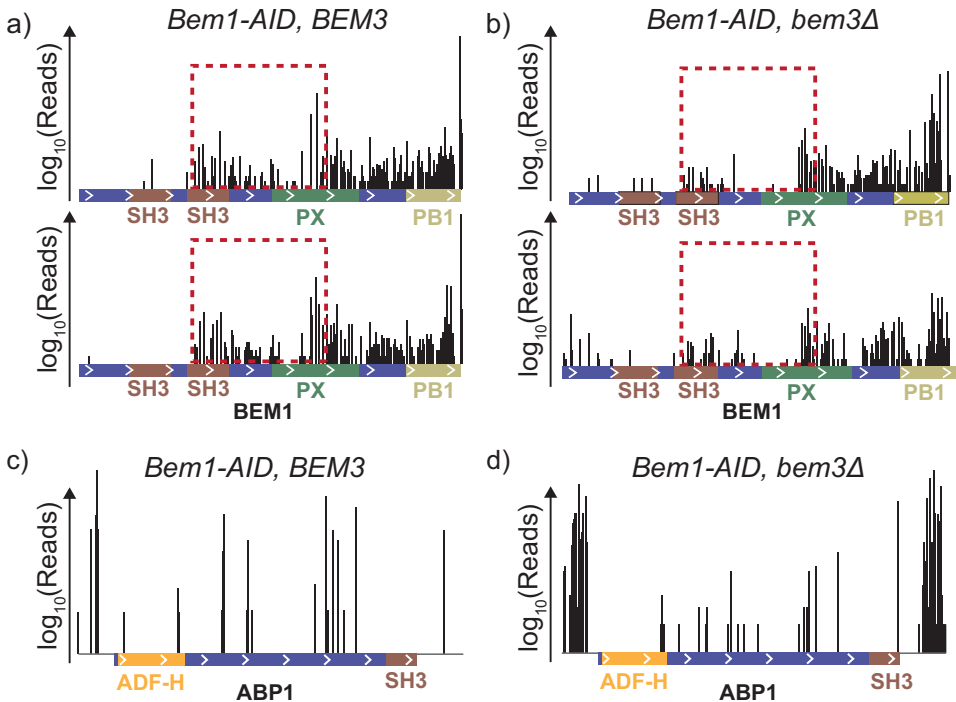 a)
Bem1-AID, BEM3
log10(Reads)
SH3 SH3 PX PB1
log10(Reads)
SH3 SH3 PX PB1
BEM1
b)
Bem1-AID, bem3Δ
log10(Reads)
SH3 SH3 PX PB1
log10(Reads)
SH3 SH3 PX PB1
BEM1
c)
Bem1-AID, BEM3
log10(Reads)
ADF-H ABP1 SH3
d)
Bem1-AID, bem3Δ
log10(Reads)
ADF-H ABP1 SH3